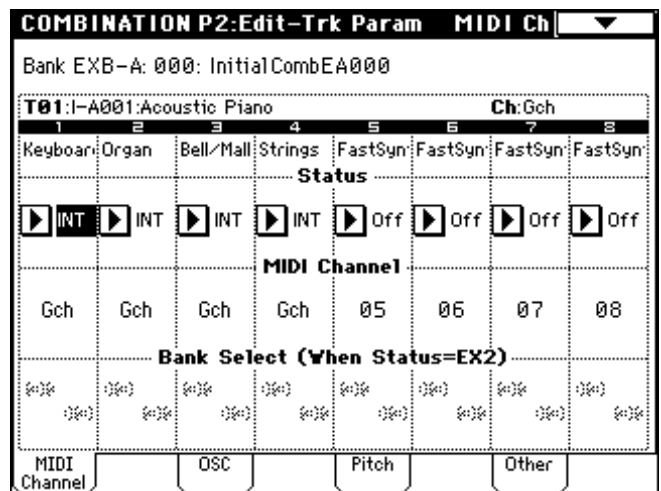 COMBINATION P2:Edit-Trk Param MIDI Ch
Bank EXB-A: 000: InitialCombEA000
T01:I-A001:Acoustic Piano Ch:Gch
1 2 3 4 5 6 7 8
Keyboar Organ Bell/Mall Strings FastSyn FastSyn FastSyn FastSyn
Status
INT INT INT INT Off Off Off Off
MIDI Channel
Gch Gch Gch Gch 05 06 07 08
Bank Select (When Status=EX2)
MIDI Channel OSC Pitch Other